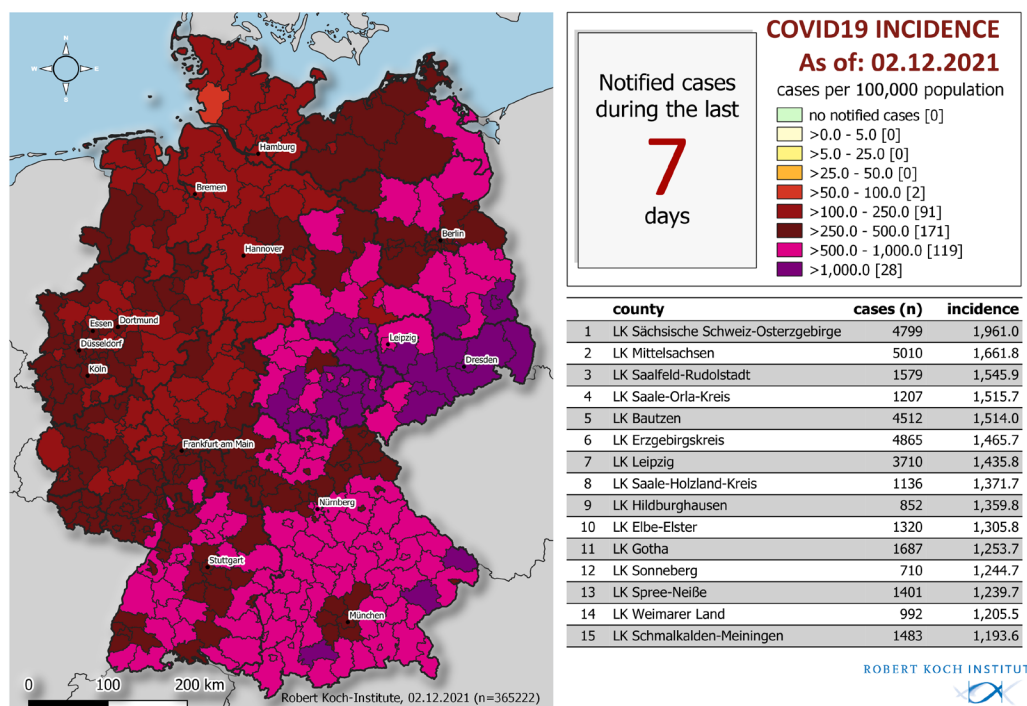 N
W
E
S
Hamburg
Bremen
Berlin
Hannover
Essen
Dortmund
Düsseldorf
Leipzig
Köln
Dresden
Frankfurt am Main
Nürnberg
Stuttgart
München
0 100 200 km
Robert Koch-Institute, 02.12.2021 (n=365222)
Notified cases
during the last
7
days
COVID19 INCIDENCE
As of: 02.12.2021
cases per 100,000 population
no notified cases [0]
>0.0 - 5.0 [0]
>5.0 - 25.0 [0]
>25.0 - 50.0 [0]
>50.0 - 100.0 [2]
>100.0 - 250.0 [91]
>250.0 - 500.0 [171]
>500.0 - 1,000.0 [119]
>1,000.0 [28]
county cases (n) incidence
1 LK Sächsische Schweiz-Osterzgebirge 4799 1,961.0
2 LK Mittelsachsen 5010 1,661.8
3 LK Saalfeld-Rudolstadt 1579 1,545.9
4 LK Saale-Orla-Kreis 1207 1,515.7
5 LK Bautzen 4512 1,514.0
6 LK Erzgebirgskreis 4865 1,465.7
7 LK Leipzig 3710 1,435.8
8 LK Saale-Holzland-Kreis 1136 1,371.7
9 LK Hildburghausen 852 1,359.8
10 LK Elbe-Elster 1320 1,305.8
11 LK Gotha 1687 1,253.7
12 LK Sonneberg 710 1,244.7
13 LK Spree-Neiße 1401 1,239.7
14 LK Weimarer Land 992 1,205.5
15 LK Schmalkalden-Meiningen 1483 1,193.6
ROBERT KOCH INSTITUT